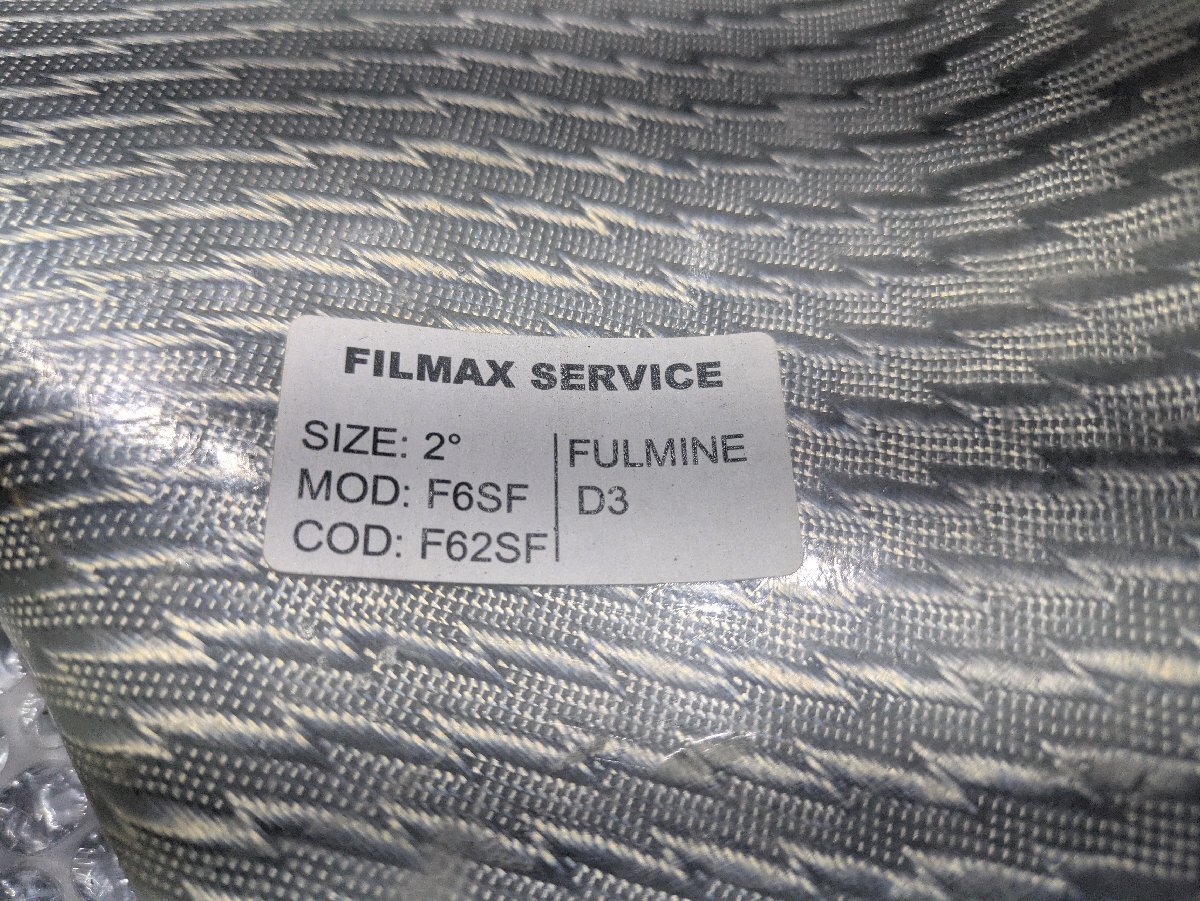 FILMAX SERVICE
SIZE: 2°
MOD: F6SF
COD: F62SF
FULMINE
D3